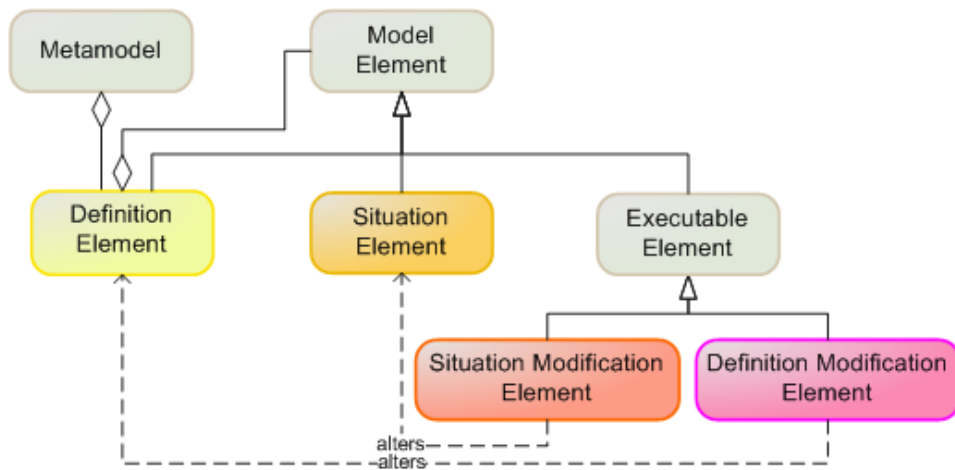 Metamodel
Model
Element
Definition
Element
Situation
Element
Executable
Element
Situation Modification
Element
Definition Modification
Element
alters
alters